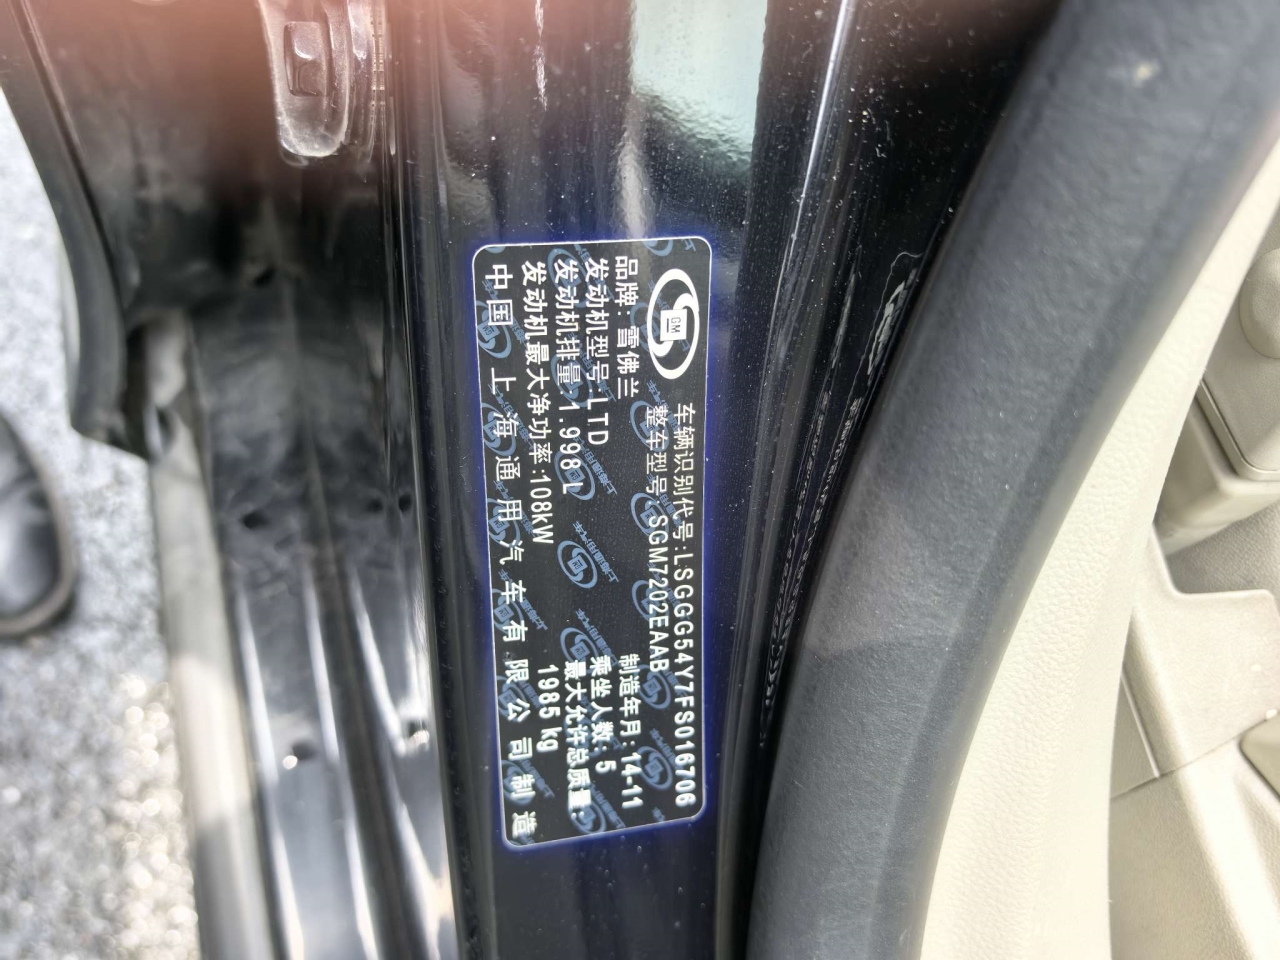 GM
车辆识别代号:LSGGG54Y7FS016706
整车型号:SGM7202EAAB
品牌:雪佛兰
制造年月:14-11
发动机型号:LTD
乘坐人数:5
发动机排量:1.998L
最大允许总质量:
发动机最大净功率:108kW
1985kg
中国上海通用汽车有限公司制造